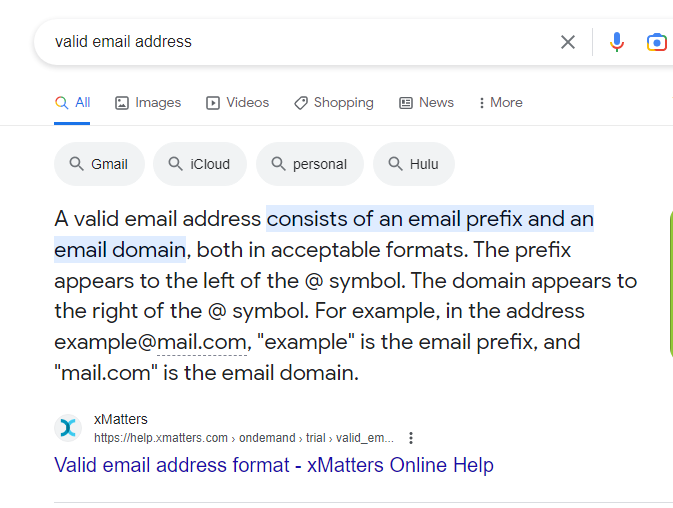 valid email address
All Images Videos Shopping News More
Gmail iCloud personal Hulu
A valid email address consists of an email prefix and an
email domain, both in acceptable formats. The prefix
appears to the left of the @ symbol. The domain appears to
the right of the @ symbol. For example, in the address
example@mail.com, "example" is the email prefix, and
"mail.com" is the email domain.
xMatters
https://help.xmatters.com › ondemand › trial › valid_em...
Valid email address format - xMatters Online Help